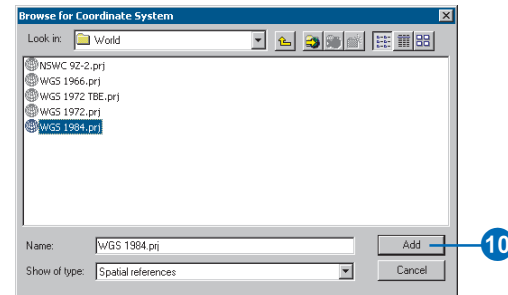 Browse for Coordinate System
Look in: World
NSWC 9Z-2.prj
WGS 1966.prj
WGS 1972 TBE.prj
WGS 1972.prj
WGS 1984.prj
Name: WGS 1984.prj Add 10
Show of type: Spatial references Cancel